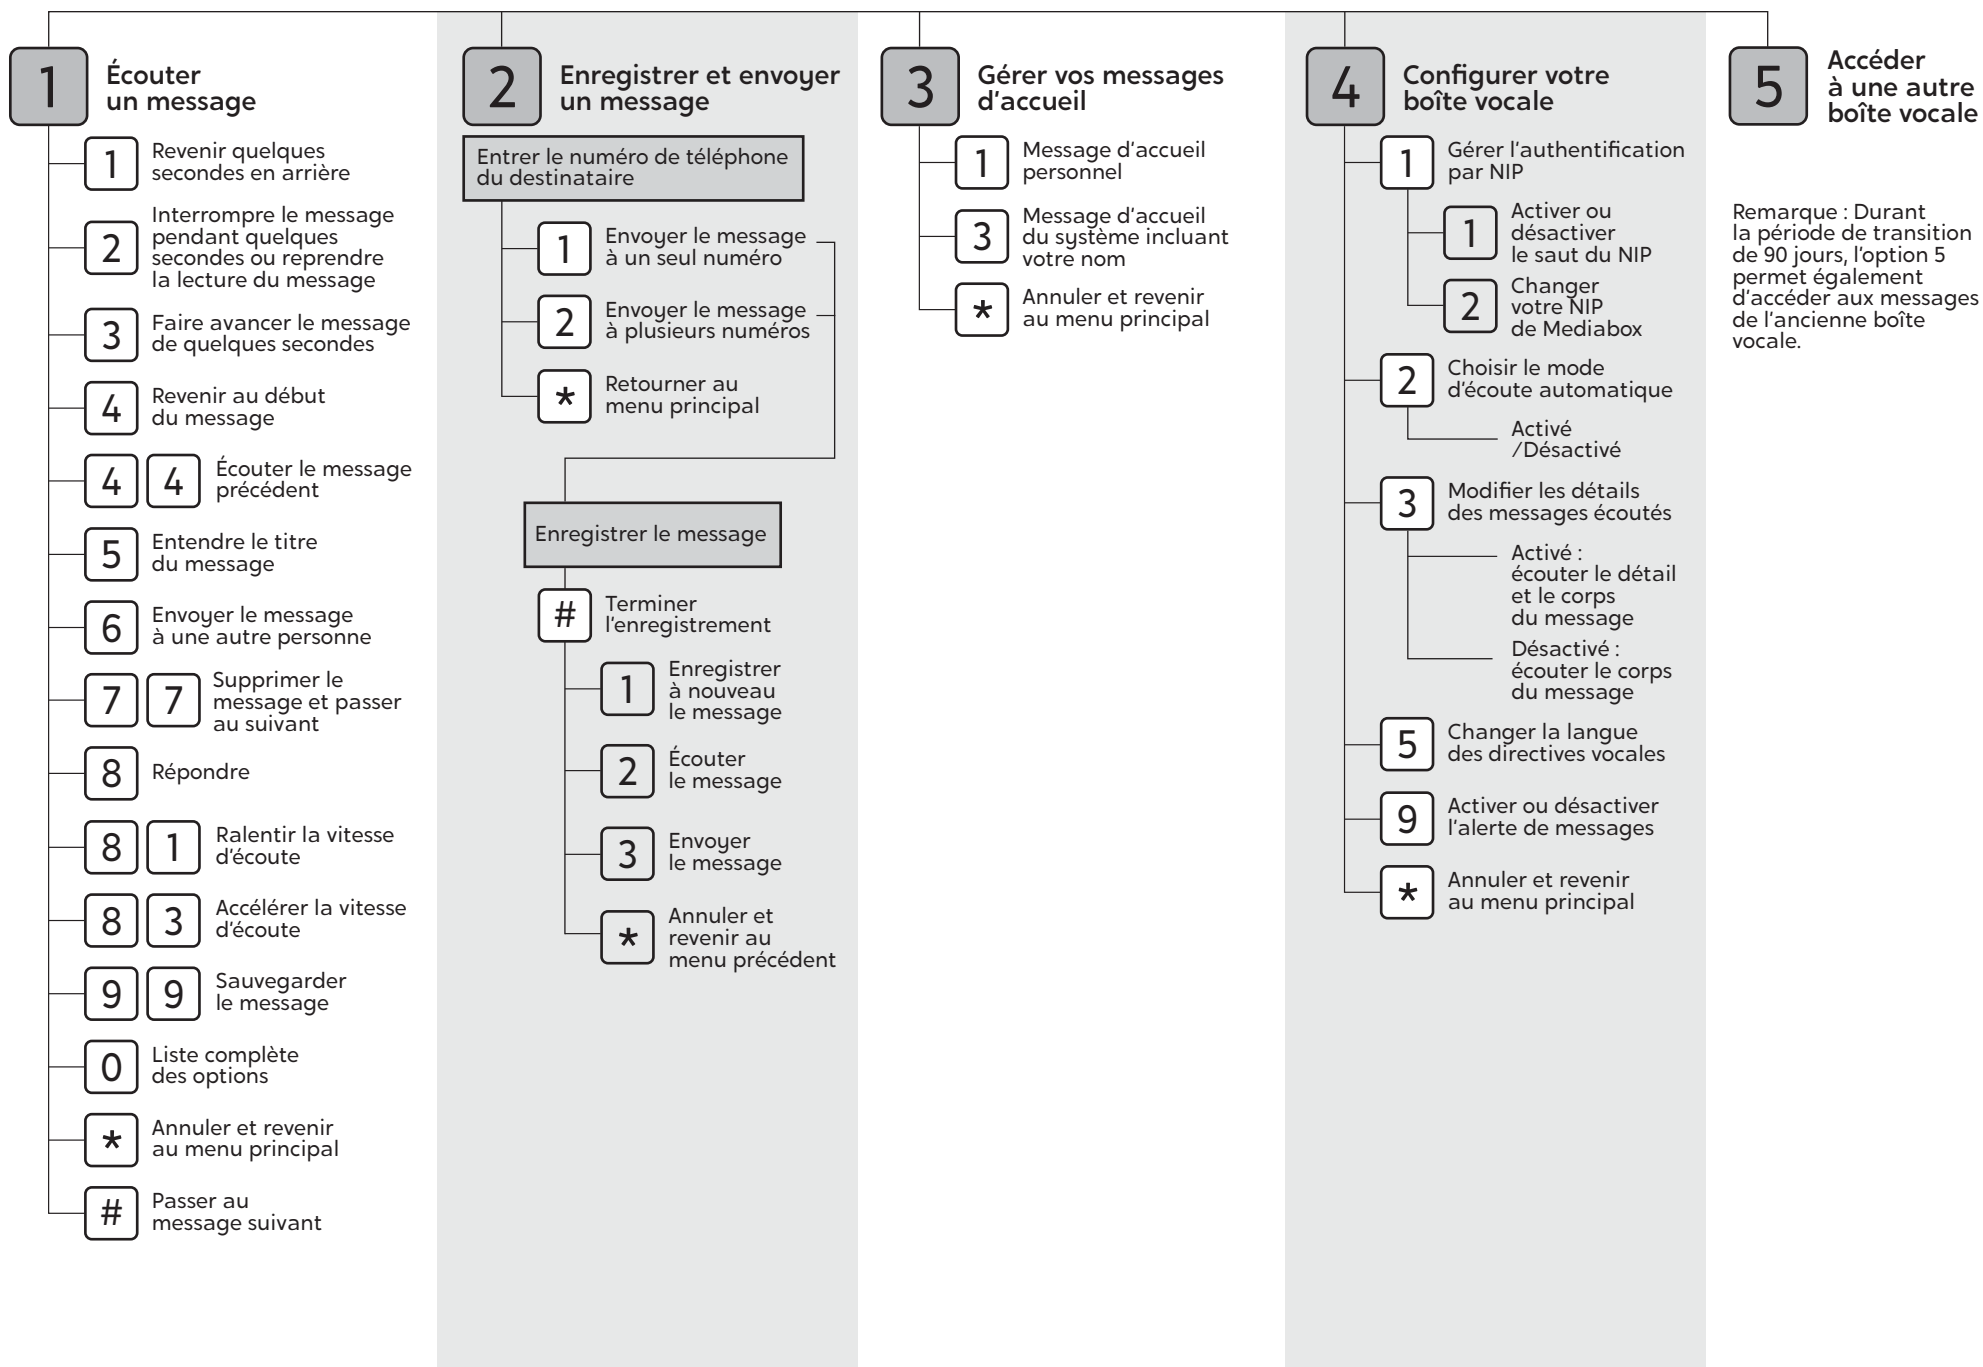 1
Écouter
un message
1
Revenir quelques
secondes en arrière
2
Interrompre le message
pendant quelques
secondes ou reprendre
la lecture du message
3
Faire avancer le message
de quelques secondes
4
Revenir au début
du message
4 4
Écouter le message
précédent
5
Entendre le titre
du message
6
Envoyer le message
à une autre personne
7 7
Supprimer le
message et passer
au suivant
8
Répondre
8 1
Ralentir la vitesse
d'écoute
8 3
Accélérer la vitesse
d'écoute
9 9
Sauvegarder
le message
0
Liste complète
des options
*
Annuler et revenir
au menu principal
#
Passer au
message suivant
2
Enregistrer et envoyer
un message
Entrer le numéro de téléphone
du destinataire
1
Envoyer le message
à un seul numéro
2
Envoyer le message
à plusieurs numéros
*
Retourner au
menu principal
Enregistrer le message
#
Terminer
l'enregistrement
1
Enregistrer
à nouveau
le message
2
Écouter
le message
3
Envoyer
le message
*
Annuler et
revenir au
menu précédent
3
Gérer vos messages
d'accueil
1
Message d'accueil
personnel
3
Message d'accueil
du système incluant
votre nom
*
Annuler et revenir
au menu principal
4
Configurer votre
boîte vocale
1
Gérer l'authentification
par NIP
1
Activer ou
désactiver
le saut du NIP
2
Changer
votre NIP
de Mediabox
2
Choisir le mode
d'écoute automatique
Activé
/Désactivé
3
Modifier les détails
des messages écoutés
Activé :
écouter le détail
et le corps
du message
Désactivé :
écouter le corps
du message
5
Changer la langue
des directives vocales
9
Activer ou désactiver
l'alerte de messages
*
Annuler et revenir
au menu principal
5
Accéder
à une autre
boîte vocale
Remarque : Durant
la période de transition
de 90 jours, l'option 5
permet également
d'accéder aux messages
de l'ancienne boîte
vocale.